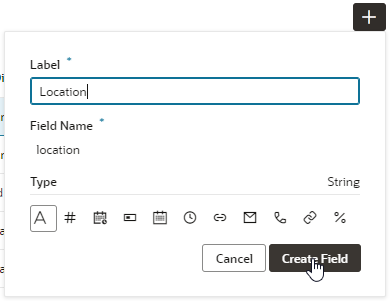 Label *
Location
Field Name *
location
Type String
A # %
Cancel Create Field